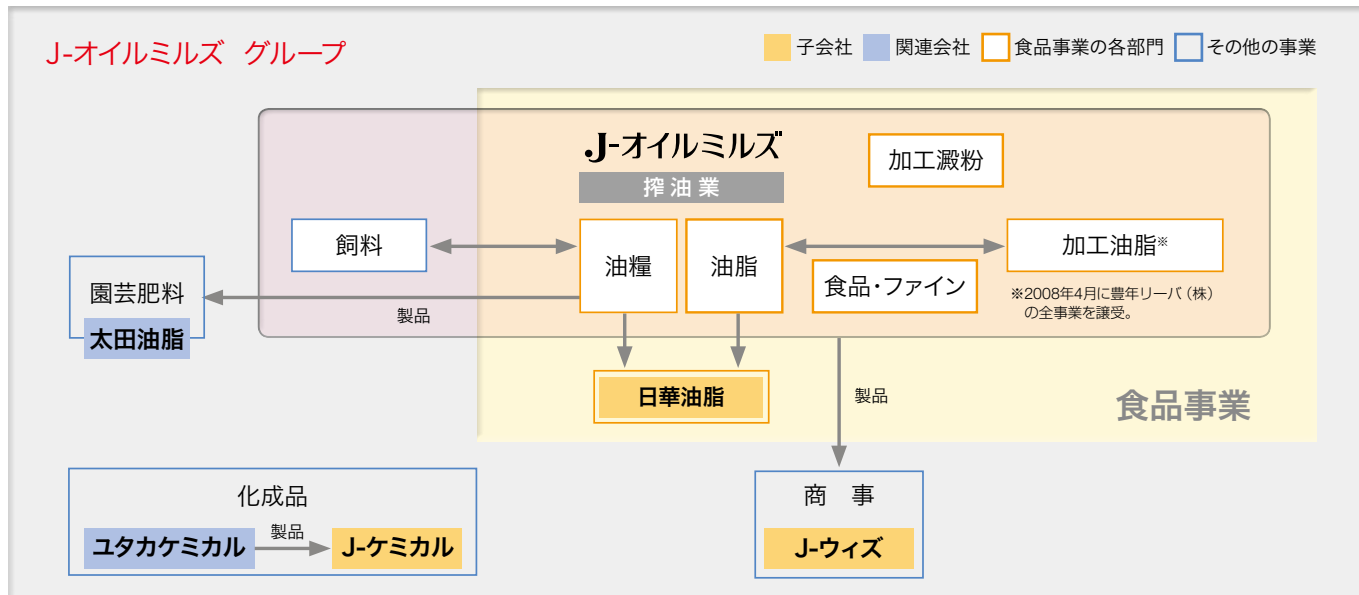 J-オイルミルズ グループ
子会社
関連会社
食品事業の各部門
その他の事業
J-オイルミルズ
搾油業
加工澱粉
飼料
油糧
油脂
加工油脂※
食品・ファイン
※2008年4月に豊年リーバ（株）
の全事業を譲受。
園芸肥料
太田油脂
製品
日華油脂
製品
食品事業
化成品
ユタカケミカル
製品
J-ケミカル
商 事
J-ウィズ